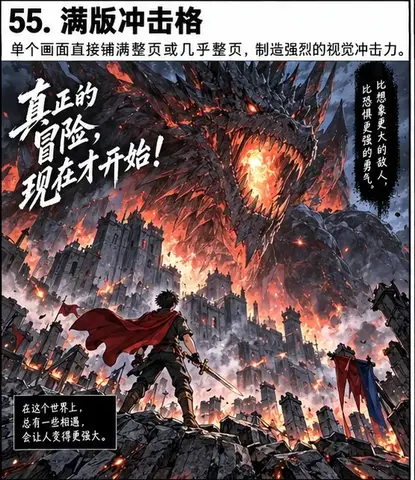 55. 满版冲击格
单个画面直接铺满整页或几乎整页，制造强烈的视觉冲击力。
真正的
冒险，
现在才开始！
比想象更大的敌人，
比恐惧更强的勇气。
在这个世界上，
总有一些相遇，
会让人变得更强大。